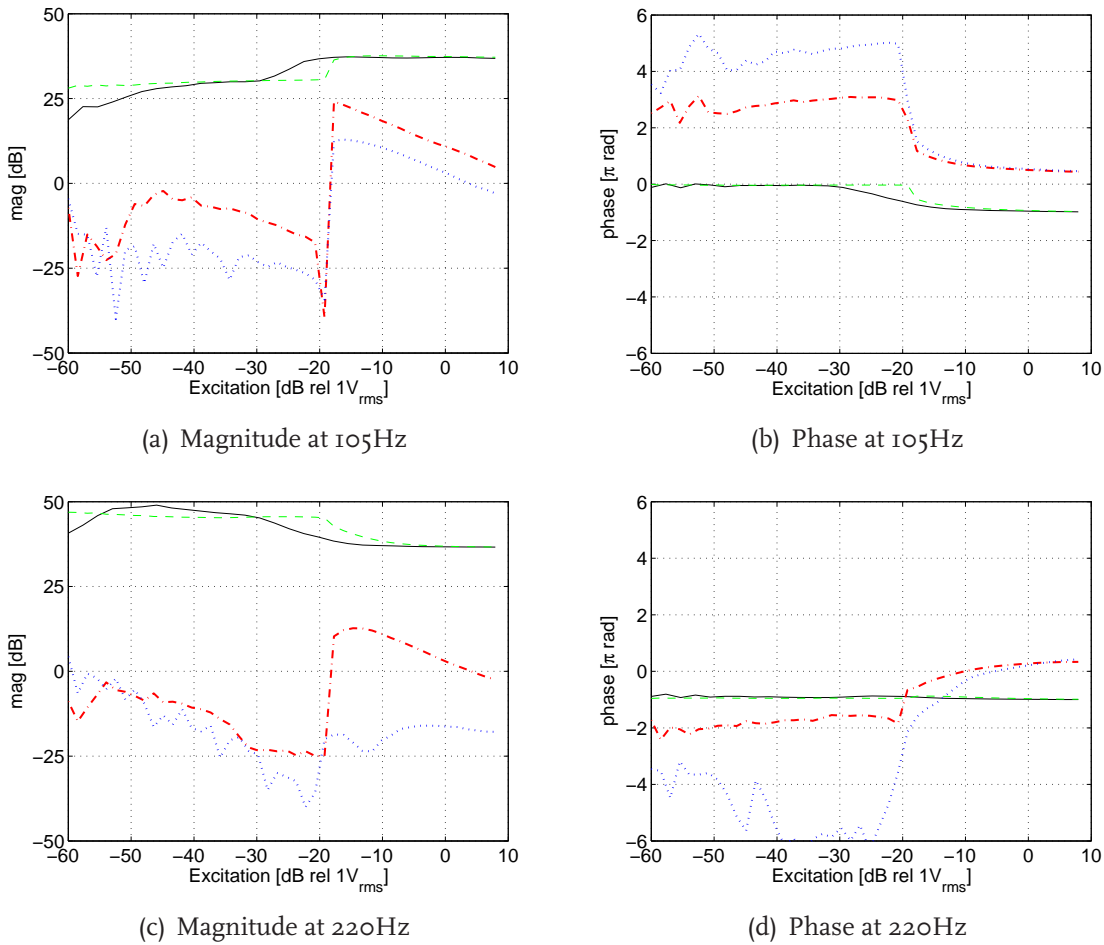 50
25
0
−25
−50
mag [dB]
−60 −50 −40 −30 −20 −10 0 10
Excitation [dB rel 1V_rms]
(a) Magnitude at 105Hz
6
4
2
0
−2
−4
−6
phase [π rad]
−60 −50 −40 −30 −20 −10 0 10
Excitation [dB rel 1V_rms]
(b) Phase at 105Hz
50
25
0
−25
−50
mag [dB]
−60 −50 −40 −30 −20 −10 0 10
Excitation [dB rel 1V_rms]
(c) Magnitude at 220Hz
6
4
2
0
−2
−4
−6
phase [π rad]
−60 −50 −40 −30 −20 −10 0 10
Excitation [dB rel 1V_rms]
(d) Phase at 220Hz